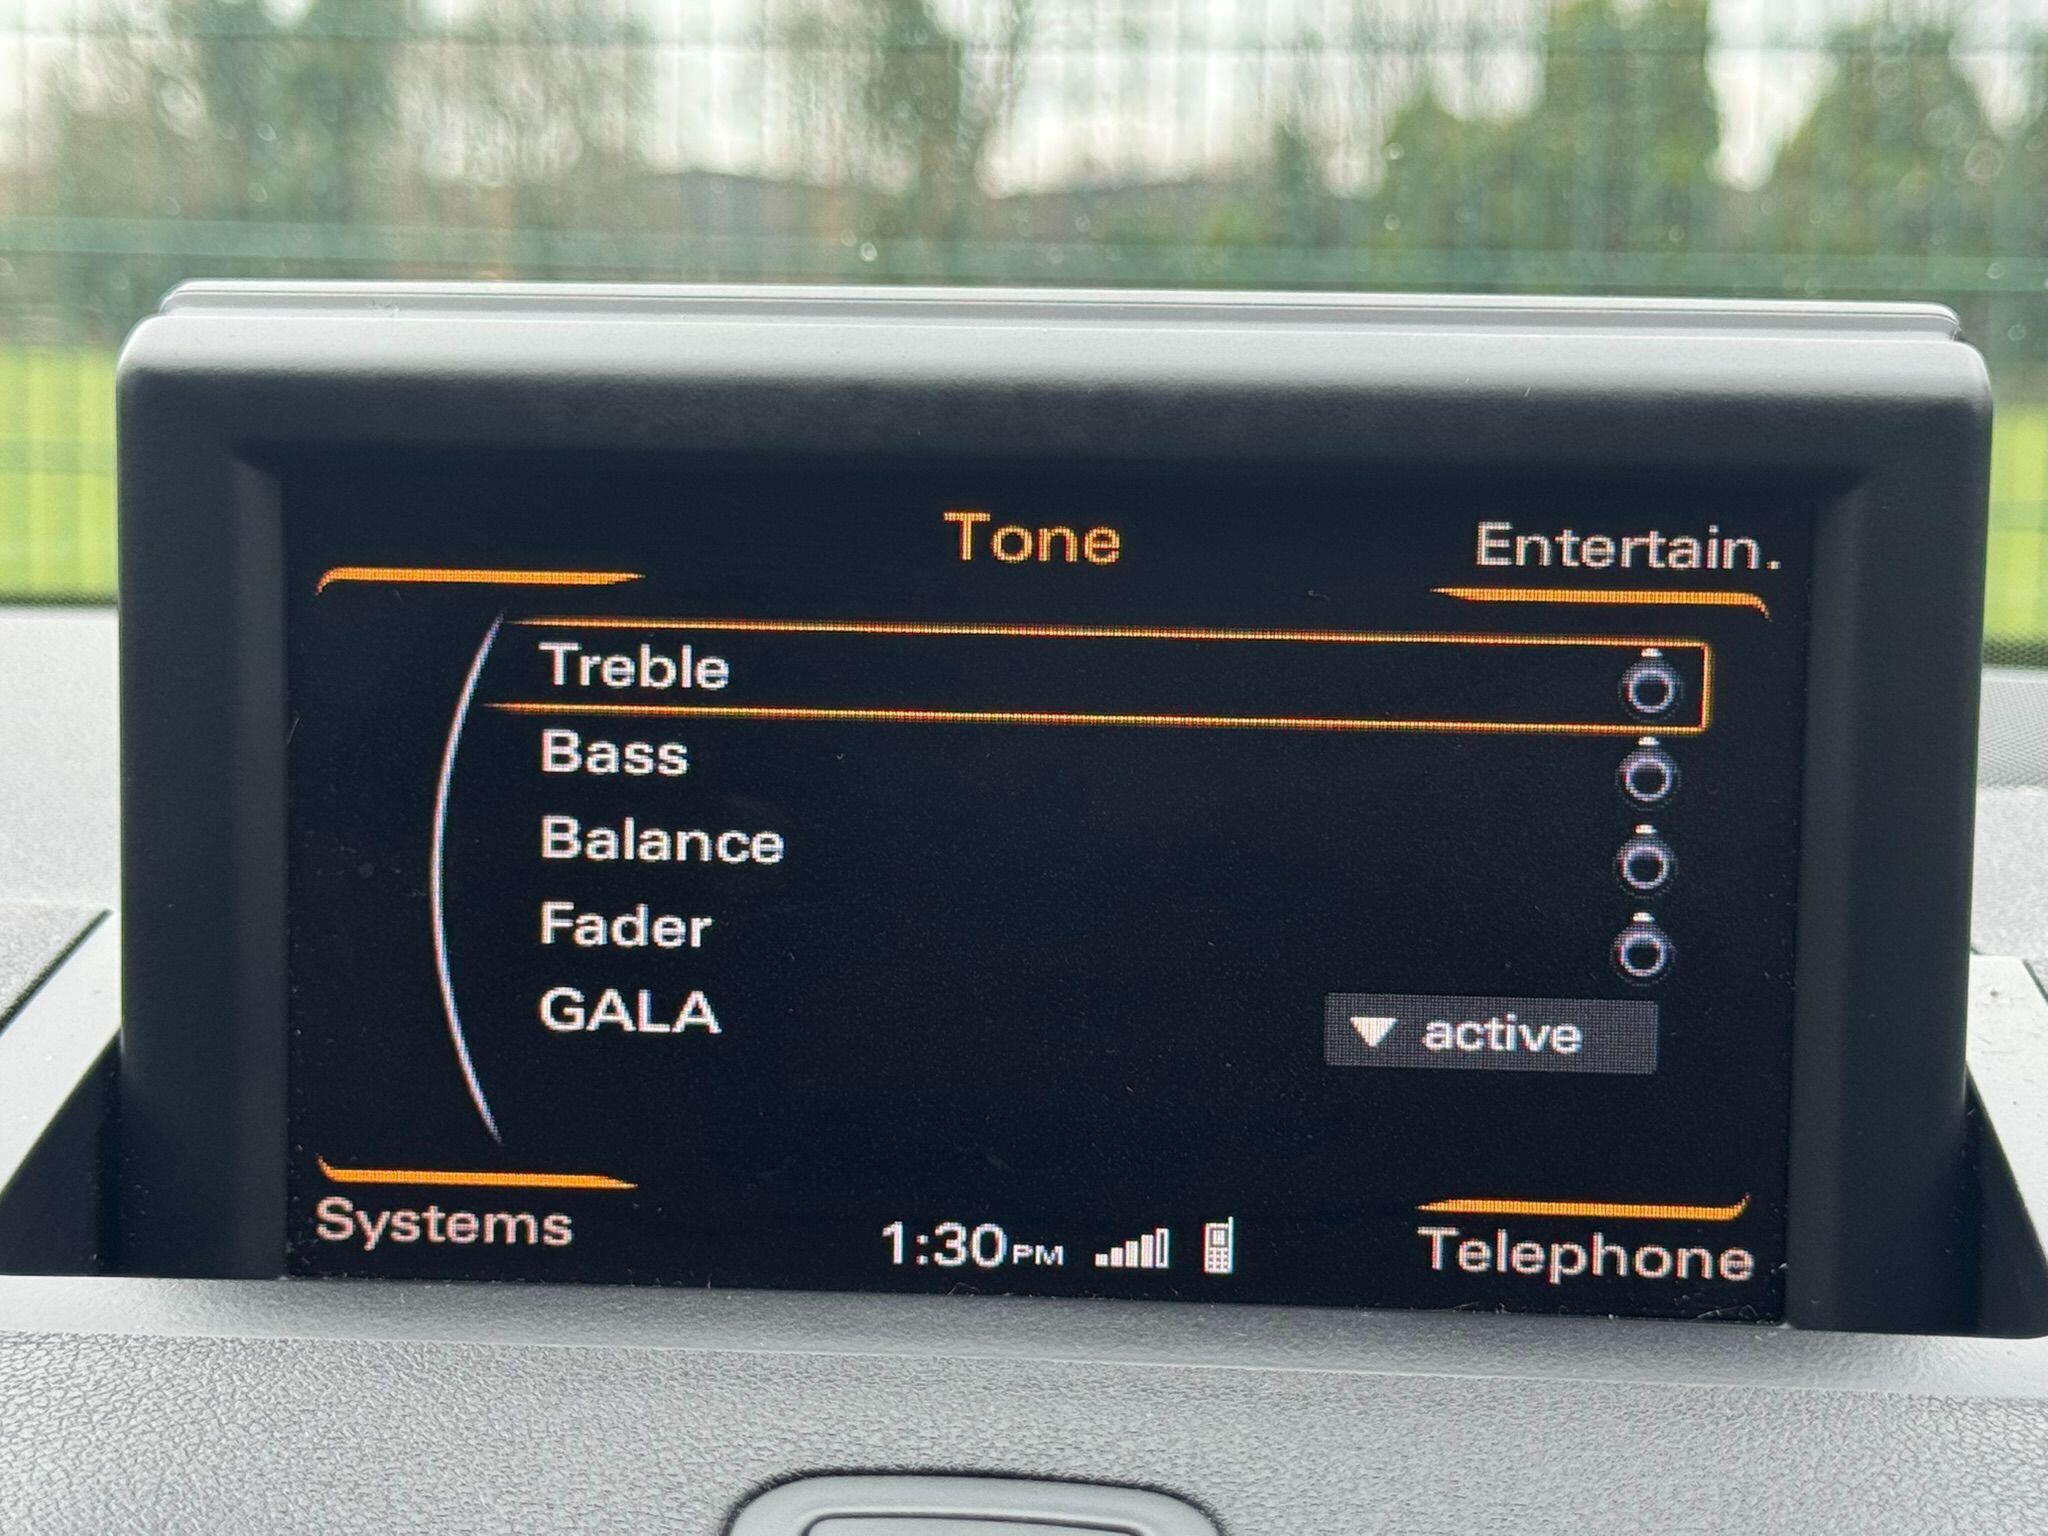 Tone
Entertain.
Treble
Bass
Balance
Fader
GALA
active
Systems
1:30PM
Telephone